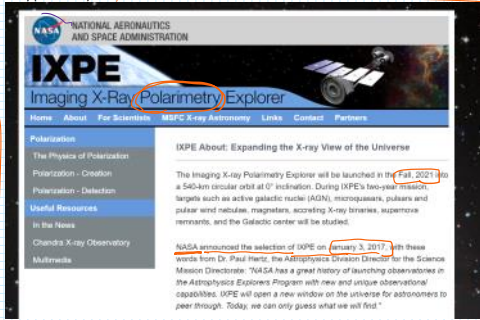 NASA
NATIONAL AERONAUTICS
AND SPACE ADMINISTRATION
IXPE
Imaging X-Ray Polarimetry Explorer
Home About For Scientists MSFC X-ray Astronomy Links Contact Partners
Polarization
The Physics of Polarization
Polarization - Creation
Polarization - Detection
Useful Resources
In the News
Chandra X-ray Observatory
Multimedia
IXPE About: Expanding the X-ray View of the Universe
The Imaging X-ray Polarimetry Explorer will be launched in the Fall, 2021 into
a 540-km circular orbit at 0° inclination. During IXPE's two-year mission,
targets such as active galactic nuclei (AGN), microquasars, pulsars and
pulsar wind nebulae, magnetars, accreting X-ray binaries, supernova
remnants, and the Galactic center will be studied.
NASA announced the selection of IXPE on January 3, 2017, with these
words from Dr. Paul Hertz, the Astrophysics Division Director for the Science
Mission Directorate: "NASA has a great history of launching observatories in
the Astrophysics Explorers Program with new and unique observational
capabilities. IXPE will open a new window on the universe for astronomers to
peer through. Today, we can only guess what we will find."